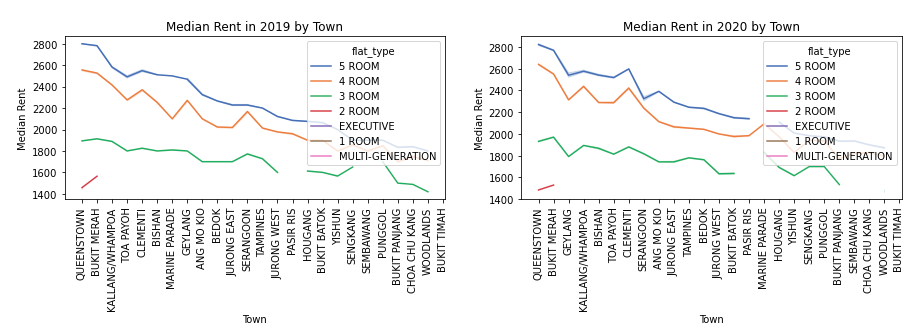 Median Rent in 2019 by Town
Median Rent
2800
2600
2400
2200
2000
1800
1600
1400
flat_type
5 ROOM
4 ROOM
3 ROOM
2 ROOM
EXECUTIVE
1 ROOM
MULTI-GENERATION
QUEENSTOWN
BUKIT MERAH
KALLANG/WHAMPOA
TOA PAYOH
CLEMENTI
BISHAN
MARINE PARADE
GEYLANG
ANG MO KIO
BEDOK
JURONG EAST
SERANGOON
TAMPINES
JURONG WEST
PASIR RIS
HOUGANG
BUKIT BATOK
YISHUN
SENGKANG
SEMBAWANG
PUNGGOL
BUKIT PANJANG
CHOA CHU KANG
WOODLANDS
BUKIT TIMAH
Town
Median Rent in 2020 by Town
Median Rent
2800
2600
2400
2200
2000
1800
1600
1400
flat_type
5 ROOM
4 ROOM
3 ROOM
2 ROOM
EXECUTIVE
1 ROOM
MULTI-GENERATION
QUEENSTOWN
BUKIT MERAH
GEYLANG
KALLANG/WHAMPOA
BISHAN
TOA PAYOH
CLEMENTI
SERANGOON
ANG MO KIO
JURONG EAST
TAMPINES
BEDOK
JURONG WEST
BUKIT BATOK
PASIR RIS
MARINE PARADE
HOUGANG
YISHUN
SENGKANG
PUNGGOL
BUKIT PANJANG
SEMBAWANG
CHOA CHU KANG
WOODLANDS
BUKIT TIMAH
Town